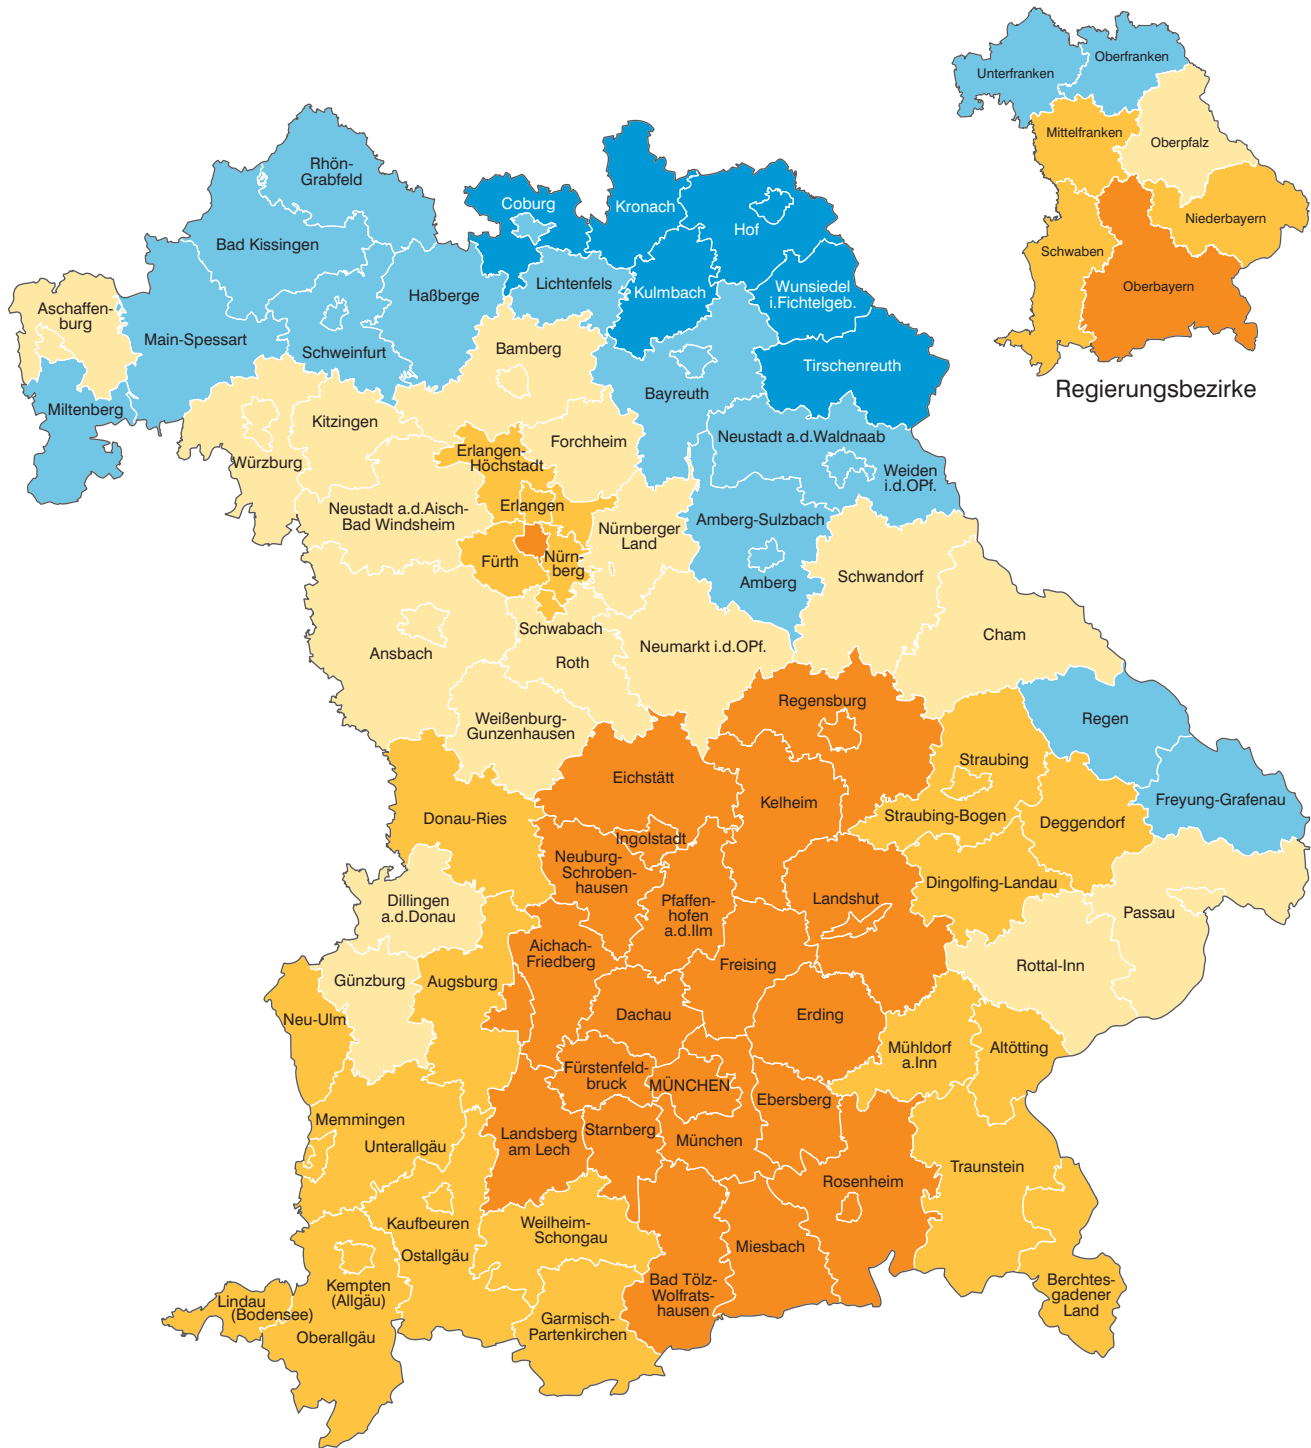 Oberfranken
Unterfranken
Mittelfranken
Oberpfalz
Niederbayern
Schwaben
Oberbayern
Regierungsbezirke
Rhön-
Grabfeld
Coburg
Kronach
Hof
Bad Kissingen
Lichtenfels
Haßberge
Kulmbach
Wunsiedel
i.Fichtelgeb.
Aschaffen-
burg
Main-Spessart
Schweinfurt
Bamberg
Tirschenreuth
Bayreuth
Miltenberg
Kitzingen
Forchheim
Neustadt a.d.Waldnaab
Erlangen-
Höchstadt
Würzburg
Weiden
i.d.OPf.
Neustadt a.d.Aisch-
Bad Windsheim
Erlangen
Nürnberger
Land
Amberg-Sulzbach
Fürth
Nürn-
berg
Amberg
Schwandorf
Schwabach
Cham
Ansbach
Roth
Neumarkt i.d.OPf.
Regensburg
Weißenburg-
Gunzenhausen
Regen
Straubing
Eichstätt
Kelheim
Freyung-Grafenau
Donau-Ries
Straubing-Bogen
Deggendorf
Ingolstadt
Neuburg-
Schroben-
hausen
Dingolfing-Landau
Dillingen
a.d.Donau
Pfaffen-
hofen
a.d.Ilm
Landshut
Passau
Aichach-
Friedberg
Freising
Rottal-Inn
Günzburg
Augsburg
Neu-Ulm
Dachau
Erding
Mühldorf
a.Inn
Altötting
Fürstenfeld-
bruck
MÜNCHEN
Ebersberg
Memmingen
Unterallgäu
Landsberg
am Lech
Starnberg
München
Traunstein
Rosenheim
Kaufbeuren
Weilheim-
Schongau
Miesbach
Ostallgäu
Kempten
(Allgäu)
Bad Tölz-
Wolfrats-
hausen
Berchtes-
gadener
Land
Lindau
(Bodensee)
Oberallgäu
Garmisch-
Partenkirchen